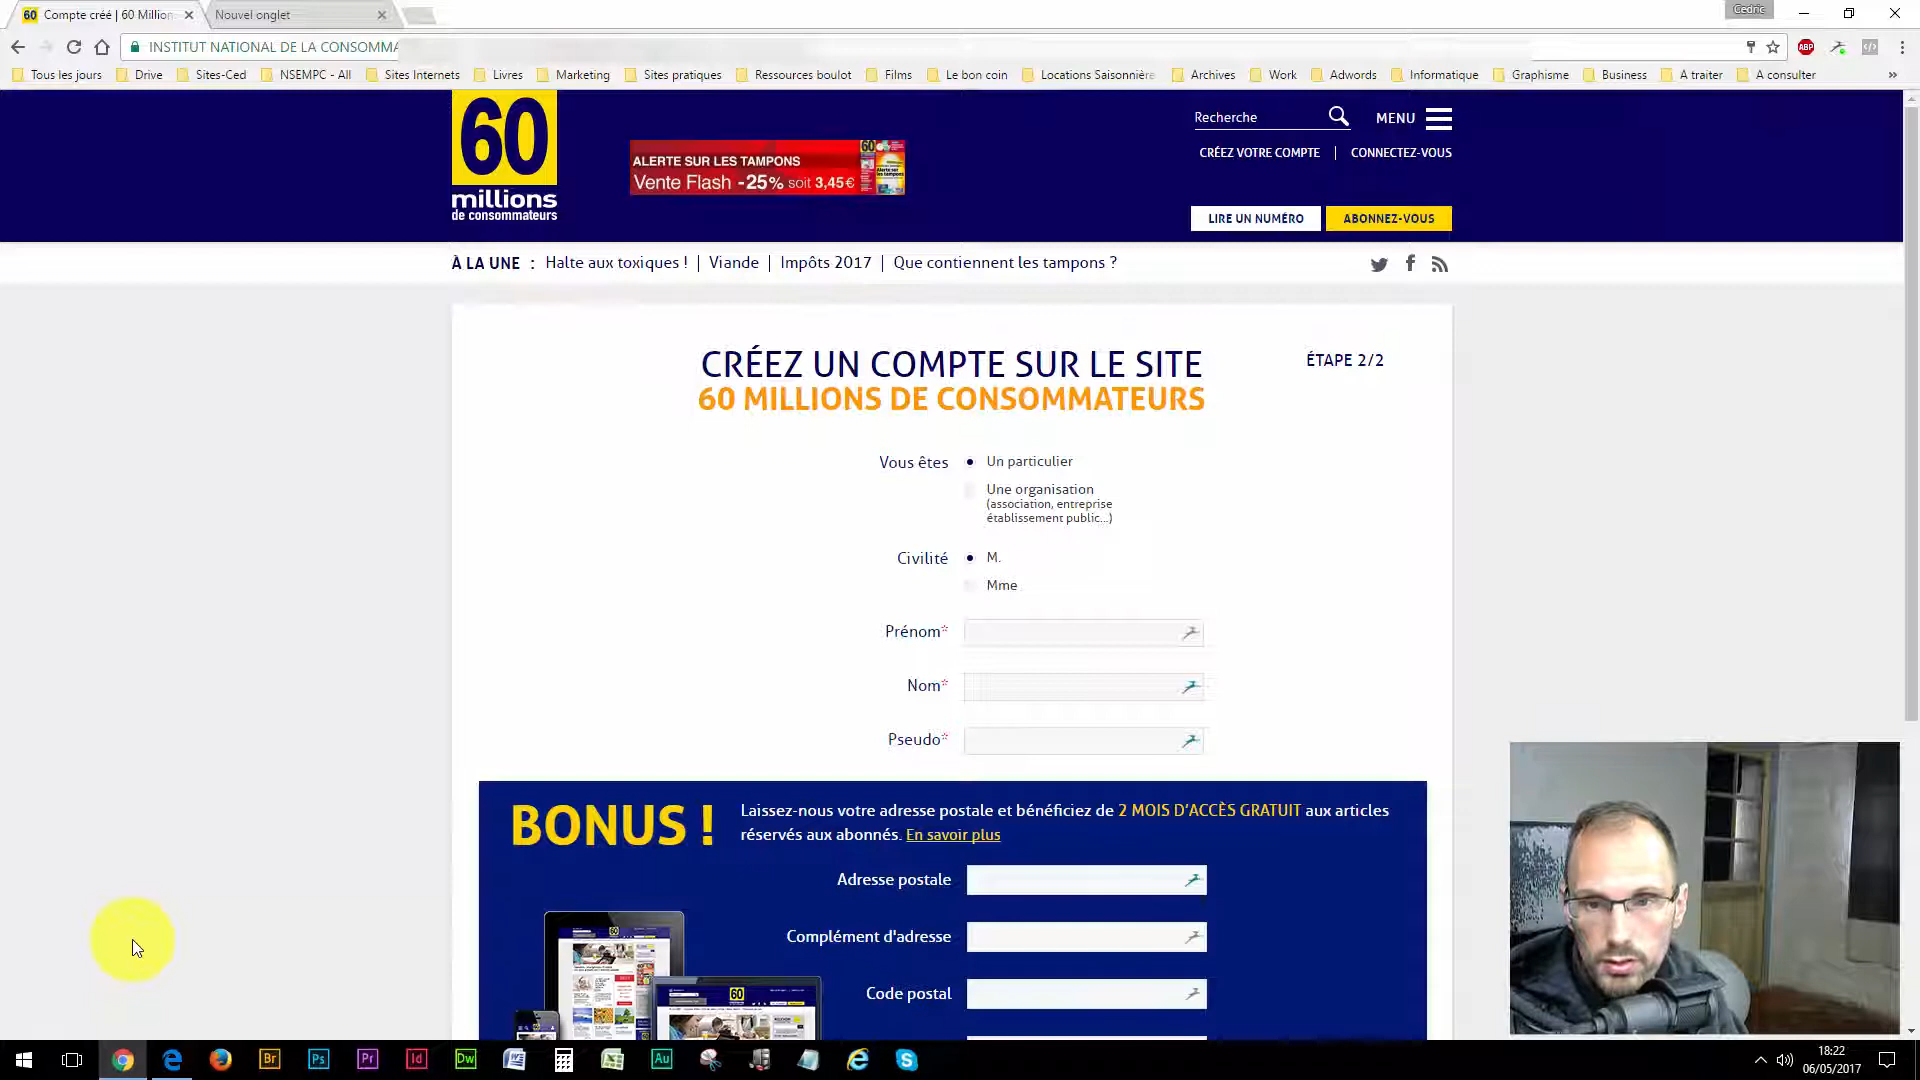 Compte créé | 60 Million
Nouvel onglet
Cedric
INSTITUT NATIONAL DE LA CONSOMMA
ABP
Tous les jours
Drive
Sites-Ced
NSEMPC - All
Sites Internets
Livres
Marketing
Sites pratiques
Ressources boulot
Films
Le bon coin
Locations Saisonnière
Archives
Work
Adwords
Informatique
Graphisme
Business
A traiter
A consulter
60
millions
de consommateurs
ALERTE SUR LES TAMPONS
Vente Flash -25% soit 3,45€
Recherche
MENU
CRÉEZ VOTRE COMPTE | CONNECTEZ-VOUS
LIRE UN NUMÉRO
ABONNEZ-VOUS
À LA UNE : Halte aux toxiques ! | Viande | Impôts 2017 | Que contiennent les tampons ?
CRÉEZ UN COMPTE SUR LE SITE
60 MILLIONS DE CONSOMMATEURS
ÉTAPE 2/2
Vous êtes
Un particulier
Une organisation
(association, entreprise
établissement public...)
Civilité
M.
Mme
Prénom*
Nom*
Pseudo*
BONUS !
Laissez-nous votre adresse postale et bénéficiez de 2 MOIS D'ACCÈS GRATUIT aux articles
réservés aux abonnés. En savoir plus
Adresse postale
Complément d'adresse
Code postal
Br
Ps
Pr
Id
Dw
Au
18:22
06/05/2017